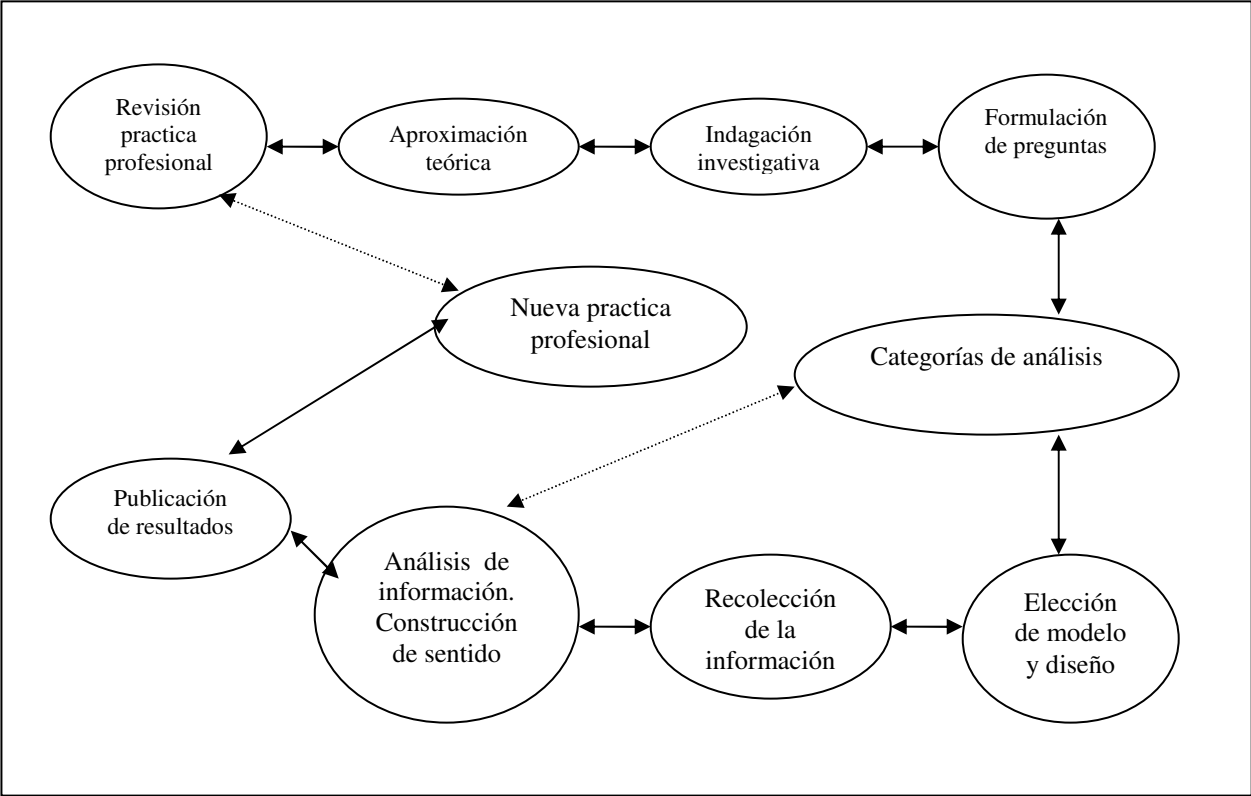 Revisión
practica
profesional
Aproximación
teórica
Indagación
investigativa
Formulación
de preguntas
Nueva practica
profesional
Categorías de análisis
Publicación
de resultados
Análisis  de
información.
Construcción
de sentido
Recolección
de la
información
Elección
de modelo
y diseño